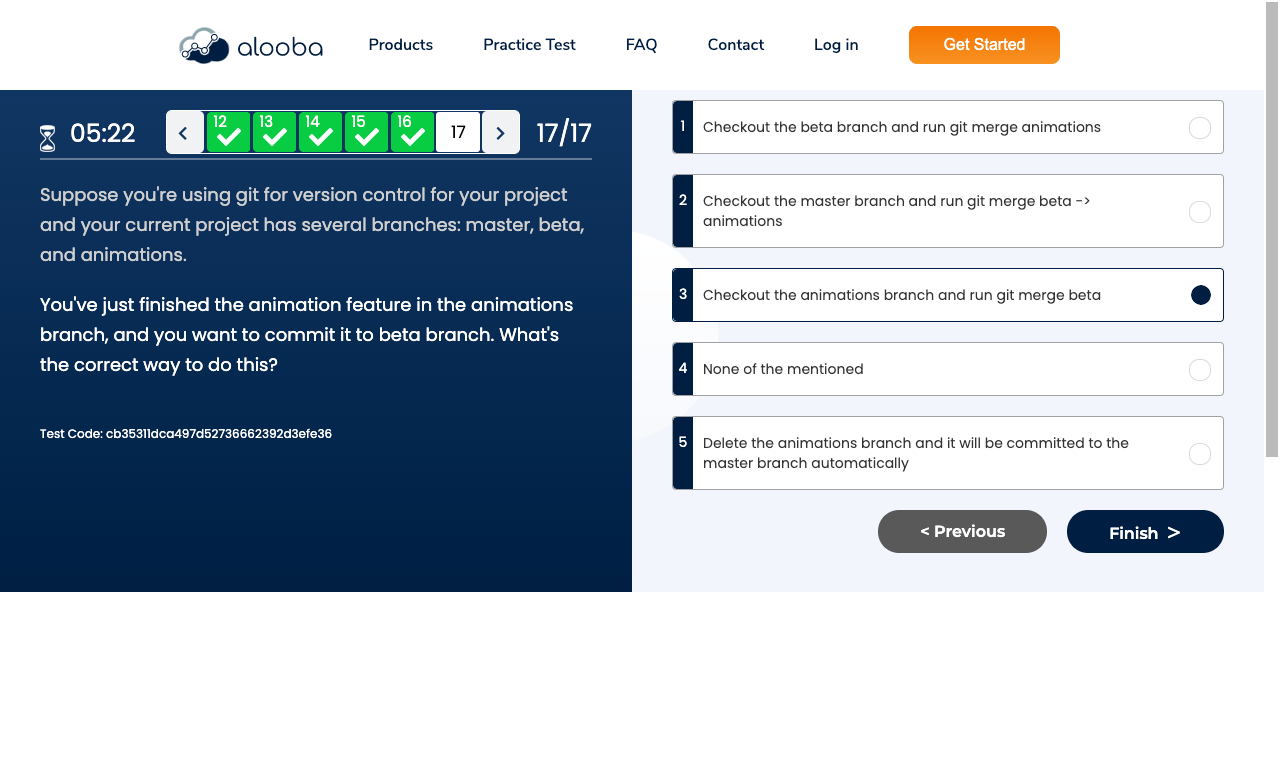 alooba
Products
Practice Test
FAQ
Contact
Log in
Get Started
05:22
<
12
13
14
15
16
17
>
17/17
Suppose you're using git for version control for your project
and your current project has several branches: master, beta,
and animations.
You've just finished the animation feature in the animations
branch, and you want to commit it to beta branch. What's
the correct way to do this?
Test Code: cb35311dca497d52736662392d3efe36
1
Checkout the beta branch and run git merge animations
2
Checkout the master branch and run git merge beta ->
animations
3
Checkout the animations branch and run git merge beta
4
None of the mentioned
5
Delete the animations branch and it will be committed to the
master branch automatically
< Previous
Finish >